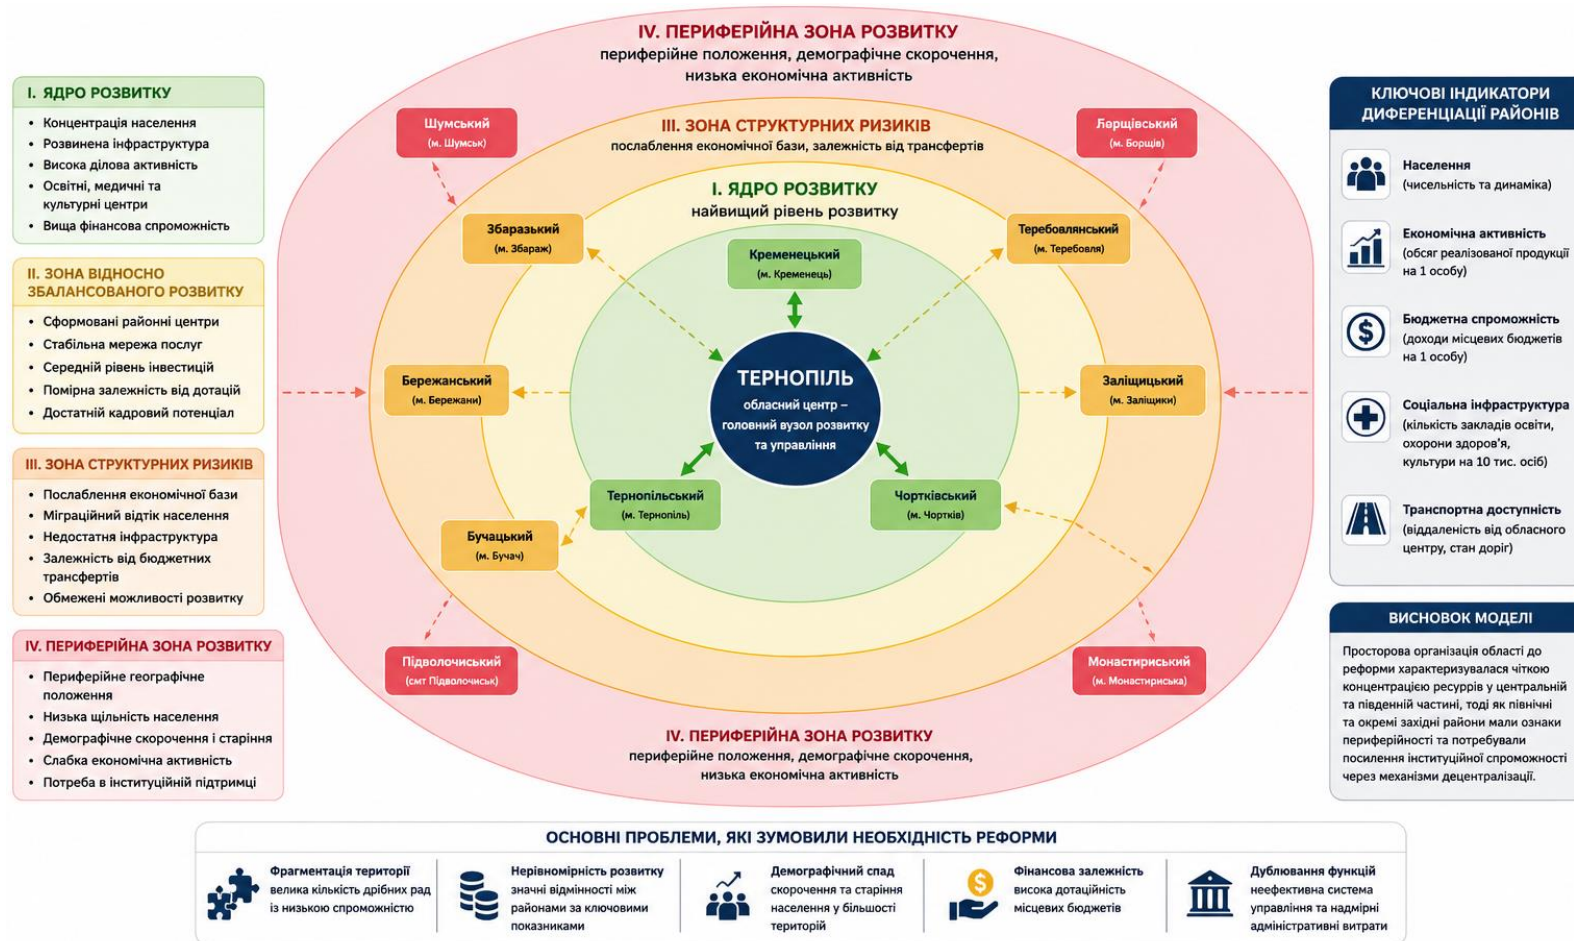 IV. ПЕРИФЕРІЙНА ЗОНА РОЗВИТКУ
периферійне положення, демографічне скорочення,
низька економічна активність
I. ЯДРО РОЗВИТКУ
• Концентрація населення
• Розвинена інфраструктура
• Висока ділова активність
• Освітні, медичні та
культурні центри
• Вища фінансова спроможність
II. ЗОНА ВІДНОСНО
ЗБАЛАНСОВАНОГО РОЗВИТКУ
• Сформовані районні центри
• Стабільна мережа послуг
• Середній рівень інвестицій
• Помірна залежність від дотацій
• Достатній кадровий потенціал
III. ЗОНА СТРУКТУРНИХ РИЗИКІВ
• Послаблення економічної бази
• Міграційний відтік населення
• Недостатня інфраструктура
• Залежність від бюджетних
трансфертів
• Обмежені можливості розвитку
IV. ПЕРИФЕРІЙНА ЗОНА РОЗВИТКУ
• Периферійне географічне
положення
• Низька щільність населення
• Демографічне скорочення і старіння
• Слабка економічна активність
• Потреба в інституційній підтримці
Шумський
(м. Шумськ)
III. ЗОНА СТРУКТУРНИХ РИЗИКІВ
послаблення економічної бази, залежність від трансфертів
Ларщівський
(м. Борщів)
I. ЯДРО РОЗВИТКУ
найвищий рівень розвитку
Збаразький
(м. Збараж)
Теребовлянський
(м. Теребовля)
Кременецький
(м. Кременець)
Бережанський
(м. Бережани)
ТЕРНОПІЛЬ
обласний центр –
головний вузол розвитку
та управління
Заліщицький
(м. Заліщики)
Тернопільський
(м. Тернопіль)
Чортківський
(м. Чортків)
Бучацький
(м. Бучач)
Підволочиський
(смт Підволочиськ)
Монастириський
(м. Монастириська)
IV. ПЕРИФЕРІЙНА ЗОНА РОЗВИТКУ
периферійне положення, демографічне скорочення,
низька економічна активність
КЛЮЧОВІ ІНДИКАТОРИ
ДИФЕРЕНЦІАЦІЇ РАЙОНІВ
Населення
(чисельність та динаміка)
Економічна активність
(обсяг реалізованої продукції
на 1 особу)
Бюджетна спроможність
(доходи місцевих бюджетів
на 1 особу)
Соціальна інфраструктура
(кількість закладів освіти,
охорони здоров'я,
культури на 10 тис. осіб)
Транспортна доступність
(віддаленість від обласного
центру, стан доріг)
ВИСНОВОК МОДЕЛІ
Просторова організація області до
реформи характеризувалася чіткою
концентрацією ресуррів у центральній
та південній частині, тоді як північні
та окремі західні райони мали ознаки
периферійності та потребували
посилення інституційної спроможності
через механізми децентралізації.
ОСНОВНІ ПРОБЛЕМИ, ЯКІ ЗУМОВИЛИ НЕОБХІДНІСТЬ РЕФОРМИ
Фрагментація території
велика кількість дрібних рад
із низькою спроможністю
Нерівномірність розвитку
значні відмінності між
районами за ключовими
показниками
Демографічний спад
скорочення та старіння
населення у більшості
територій
Фінансова залежність
висока дотаційність
місцевих бюджетів
Дублювання функцій
неефективна система
управління та надмірні
адміністративні витрати